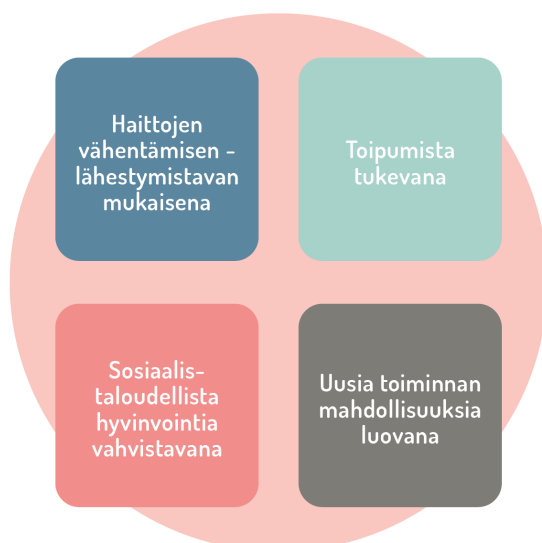 Haittojen
vähentämisen -
lähestymistavan
mukaisena
Toipumista
tukevana
Sosiaalis-
taloudellista
hyvinvointia
vahvistavana
Uusia toiminnan
mahdollisuuksia
luovana